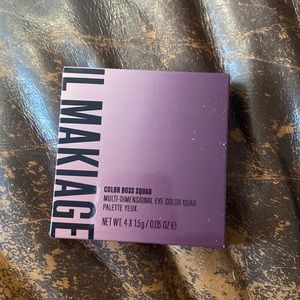 IL MAKIAGE
COLOR BOSS SQUAD
MULTI-DIMENSIONAL EYE COLOR QUAD
PALETTE YEUX
NET WT. 4 X 1.5g / 0.05 OZ ℮